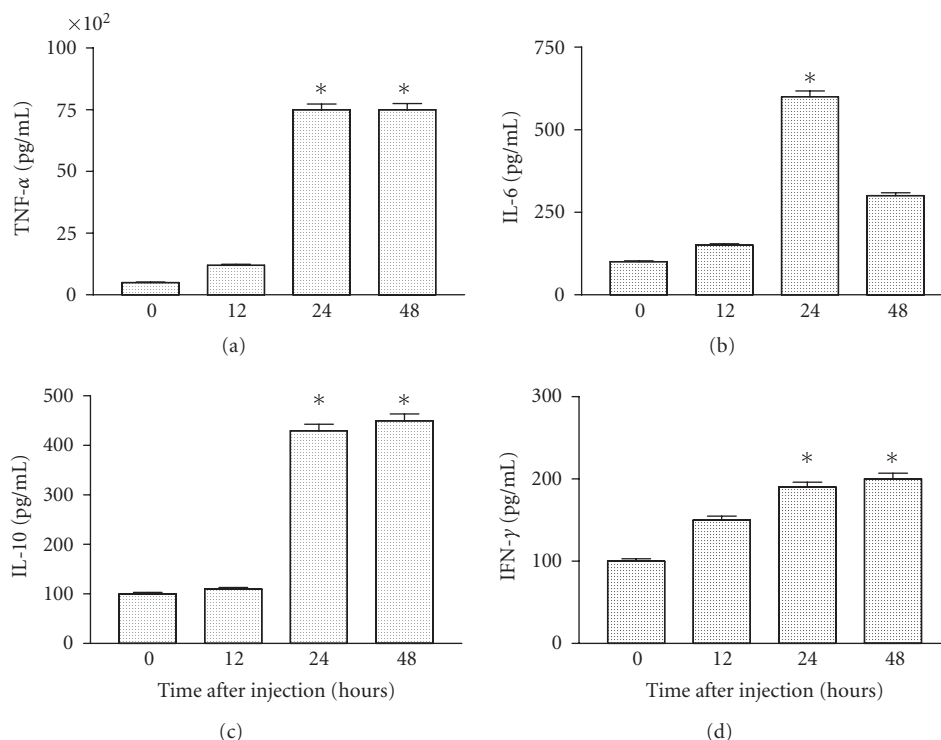 ×10²
TNF-α (pg/mL)
100
75
50
25
0
* *
0 12 24 48
(a)
IL-6 (pg/mL)
750
500
250
0
*
0 12 24 48
(b)
IL-10 (pg/mL)
500
400
300
200
100
0
* *
0 12 24 48
Time after injection (hours)
(c)
IFN-γ (pg/mL)
300
200
100
0
* *
0 12 24 48
Time after injection (hours)
(d)